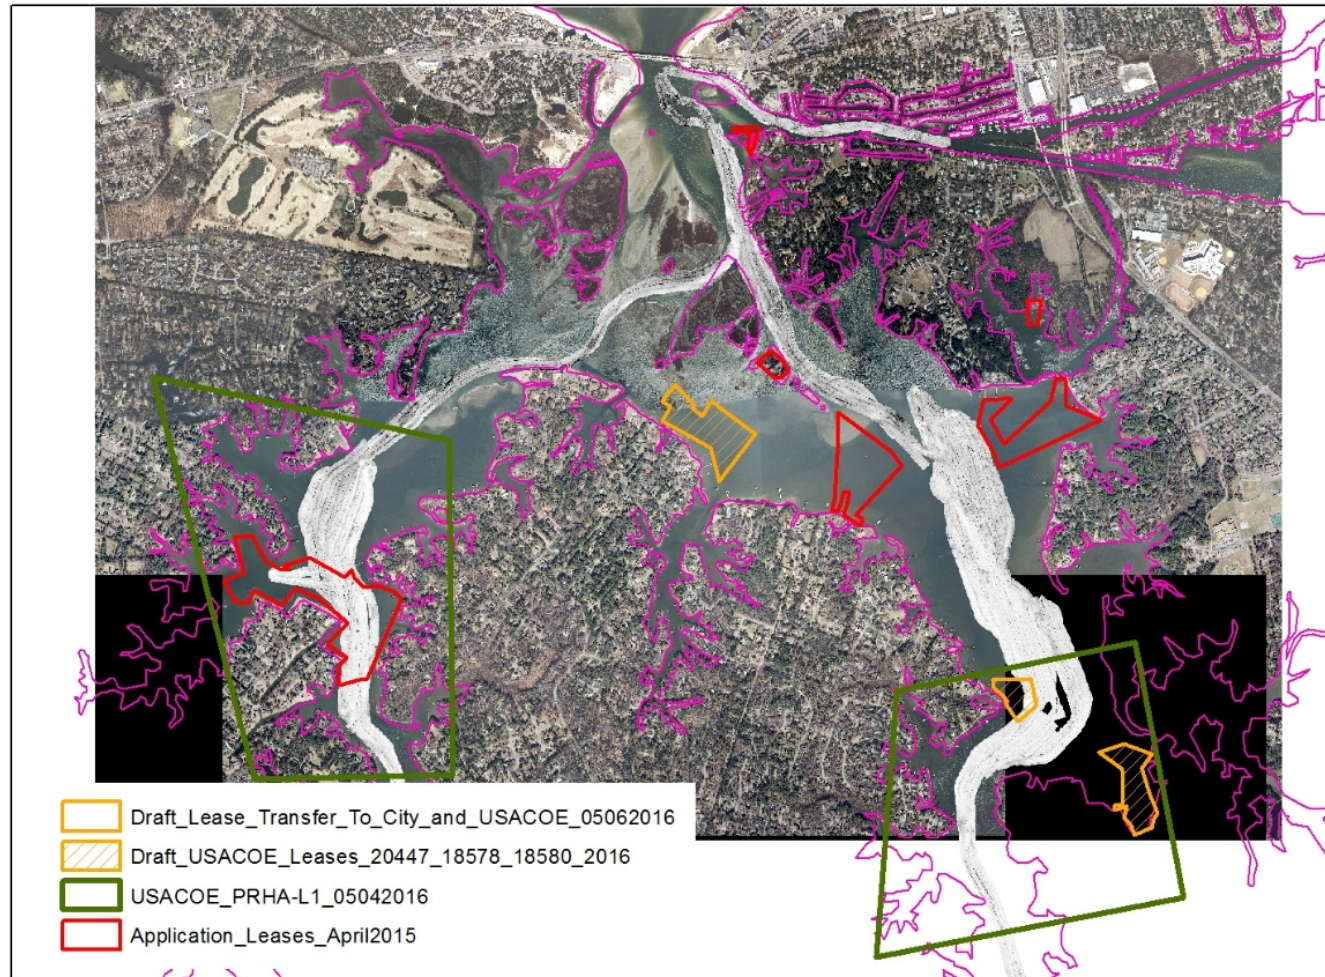 Draft_Lease_Transfer_To_City_and_USACOE_05062016
Draft_USACOE_Leases_20447_18578_18580_2016
USACOE_PRHA-L1_05042016
Application_Leases_April2015